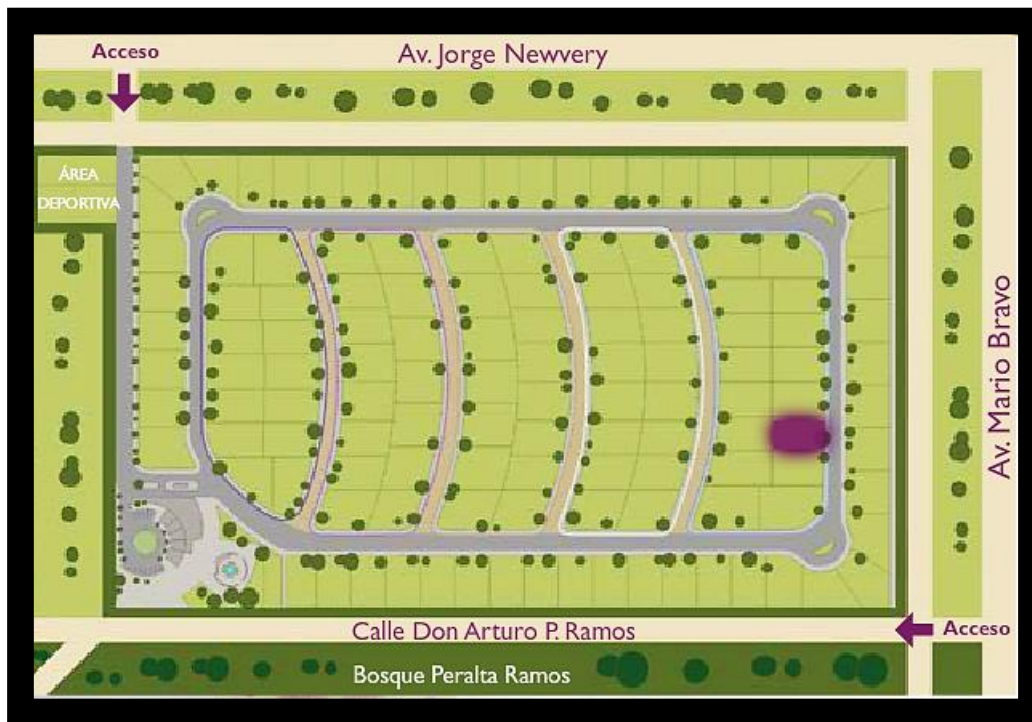 Acceso
Av. Jorge Newvery
ÁREA
DEPORTIVA
Av. Mario Bravo
Calle Don Arturo P. Ramos
Acceso
Bosque Peralta Ramos